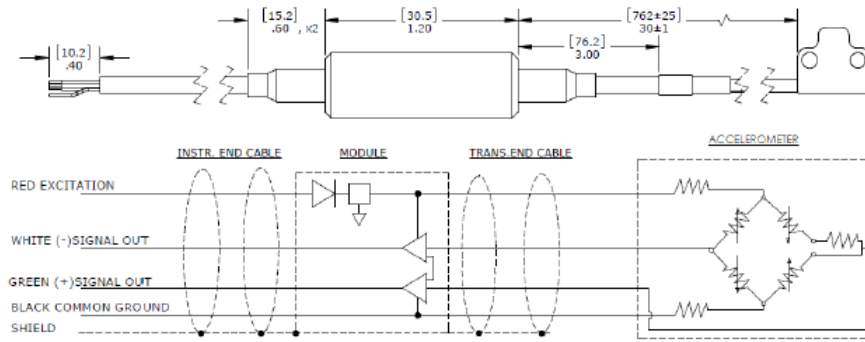 [15.2]
.60 , x2
[30.5]
1.20
[762±25]
30±1
[10.2]
.40
[76.2]
3.00
ACCELEROMETER
INSTR. END CABLE
MODULE
TRANS.END CABLE
RED EXCITATION
WHITE (-)SIGNAL OUT
GREEN (+)SIGNAL OUT
BLACK COMMON GROUND
SHIELD